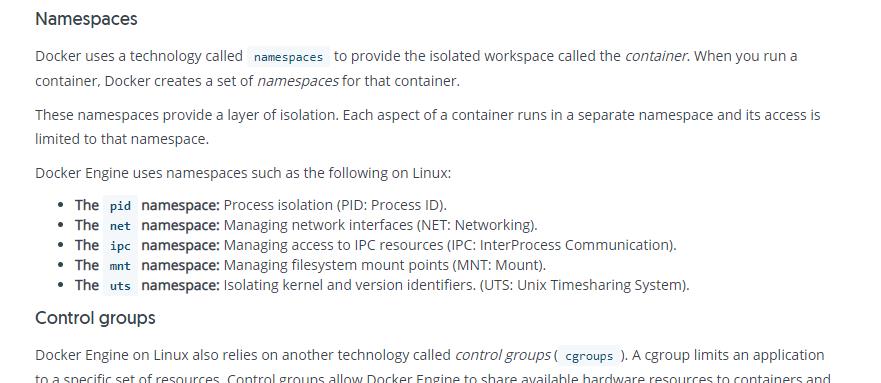 Namespaces
Docker uses a technology called namespaces to provide the isolated workspace called the container. When you run a
container, Docker creates a set of namespaces for that container.
These namespaces provide a layer of isolation. Each aspect of a container runs in a separate namespace and its access is
limited to that namespace.
Docker Engine uses namespaces such as the following on Linux:
• The pid namespace: Process isolation (PID: Process ID).
• The net namespace: Managing network interfaces (NET: Networking).
• The ipc namespace: Managing access to IPC resources (IPC: InterProcess Communication).
• The mnt namespace: Managing filesystem mount points (MNT: Mount).
• The uts namespace: Isolating kernel and version identifiers. (UTS: Unix Timesharing System).
Control groups
Docker Engine on Linux also relies on another technology called control groups ( cgroups ). A cgroup limits an application
to a specific set of resources. Control groups allow Docker Engine to share available hardware resources to containers and